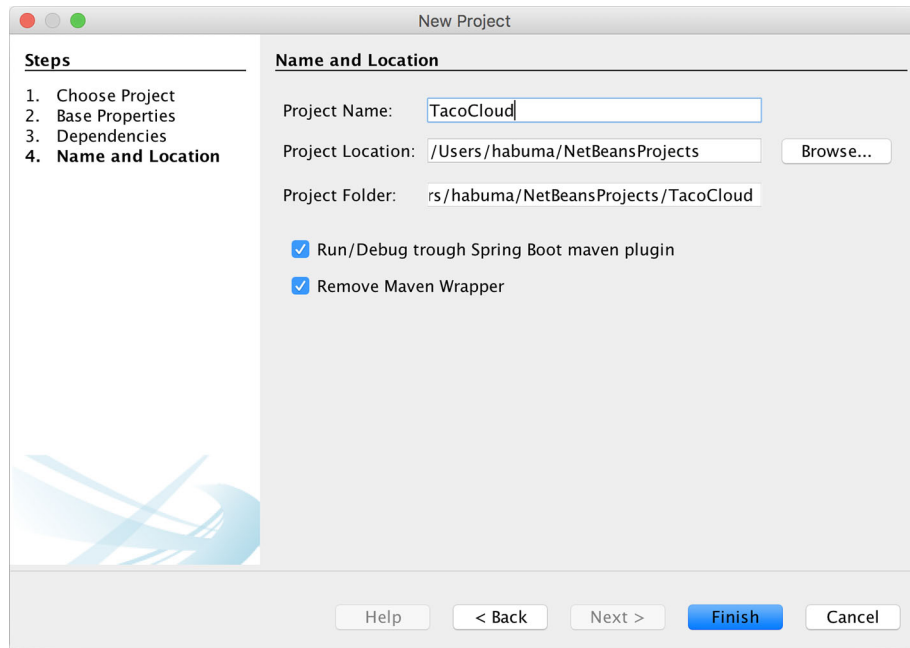 New Project
Steps
1. Choose Project
2. Base Properties
3. Dependencies
4. Name and Location
Name and Location
Project Name: TacoCloud
Project Location: /Users/habuma/NetBeansProjects Browse...
Project Folder: rs/habuma/NetBeansProjects/TacoCloud
Run/Debug trough Spring Boot maven plugin
Remove Maven Wrapper
Help < Back Next > Finish Cancel